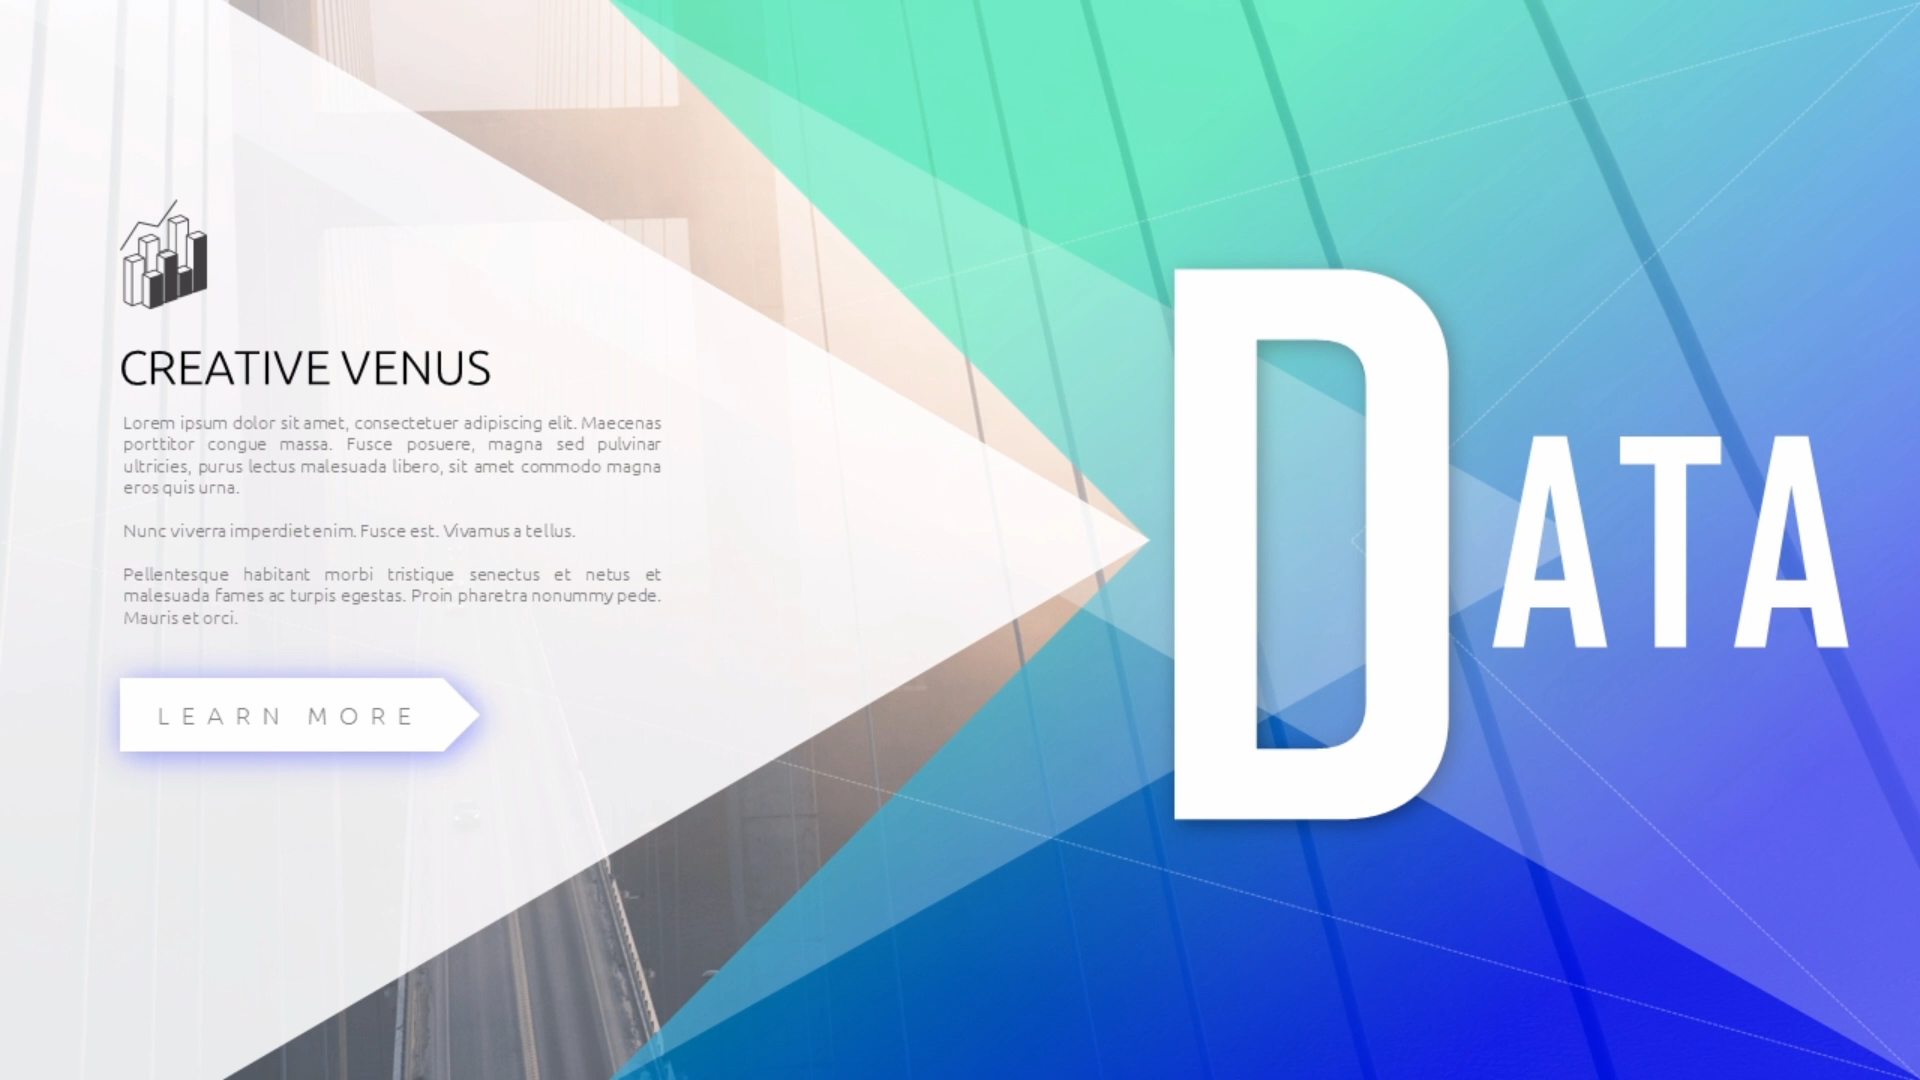 CREATIVE VENUS
Lorem ipsum dolor sit amet, consectetuer adipiscing elit. Maecenas
porttitor congue massa. Fusce posuere, magna sed pulvinar
ultricies, purus lectus malesuada libero, sit amet commodo magna
eros quis urna.
Nunc viverra imperdiet enim. Fusce est. Vivamus a tellus.
Pellentesque habitant morbi tristique senectus et netus et
malesuada fames ac turpis egestas. Proin pharetra nonummy pede.
Mauris et orci.
LEARN MORE
DATA